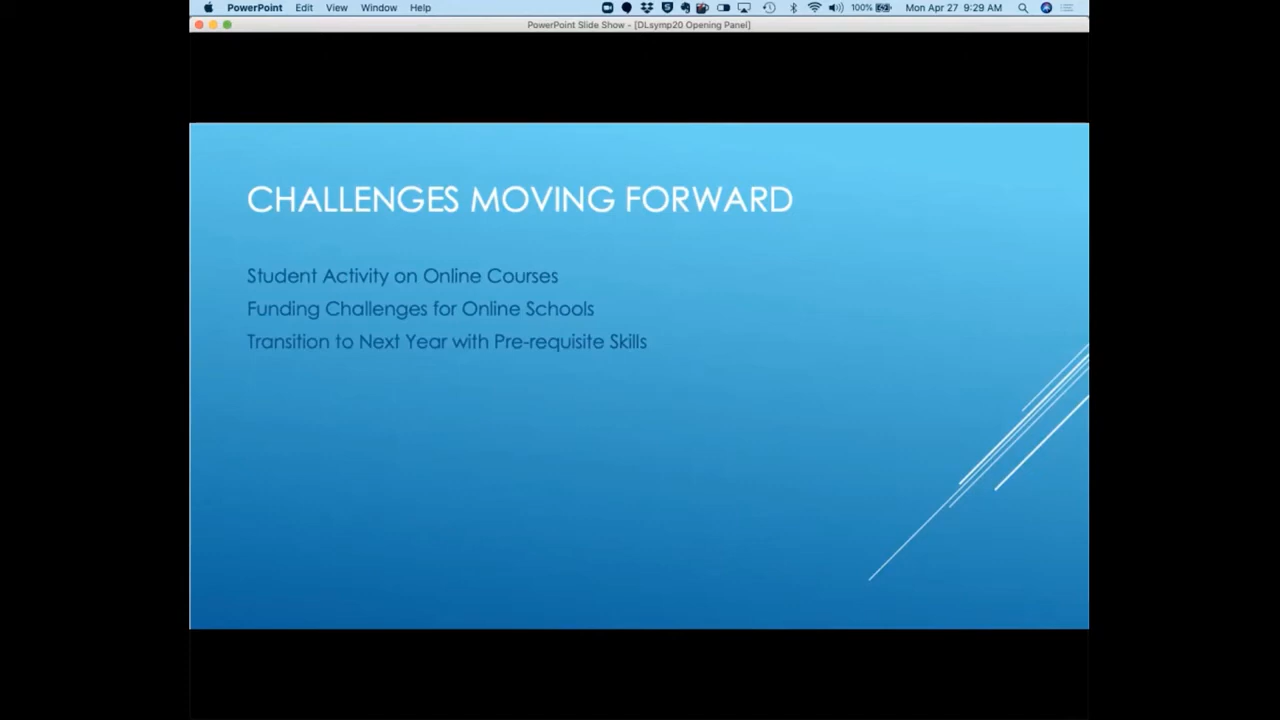 PowerPoint Edit View Window Help 100% Mon Apr 27 9:29 AM
PowerPoint Slide Show - [DLsymp20 Opening Panel]
CHALLENGES MOVING FORWARD
Student Activity on Online Courses
Funding Challenges for Online Schools
Transition to Next Year with Pre-requisite Skills